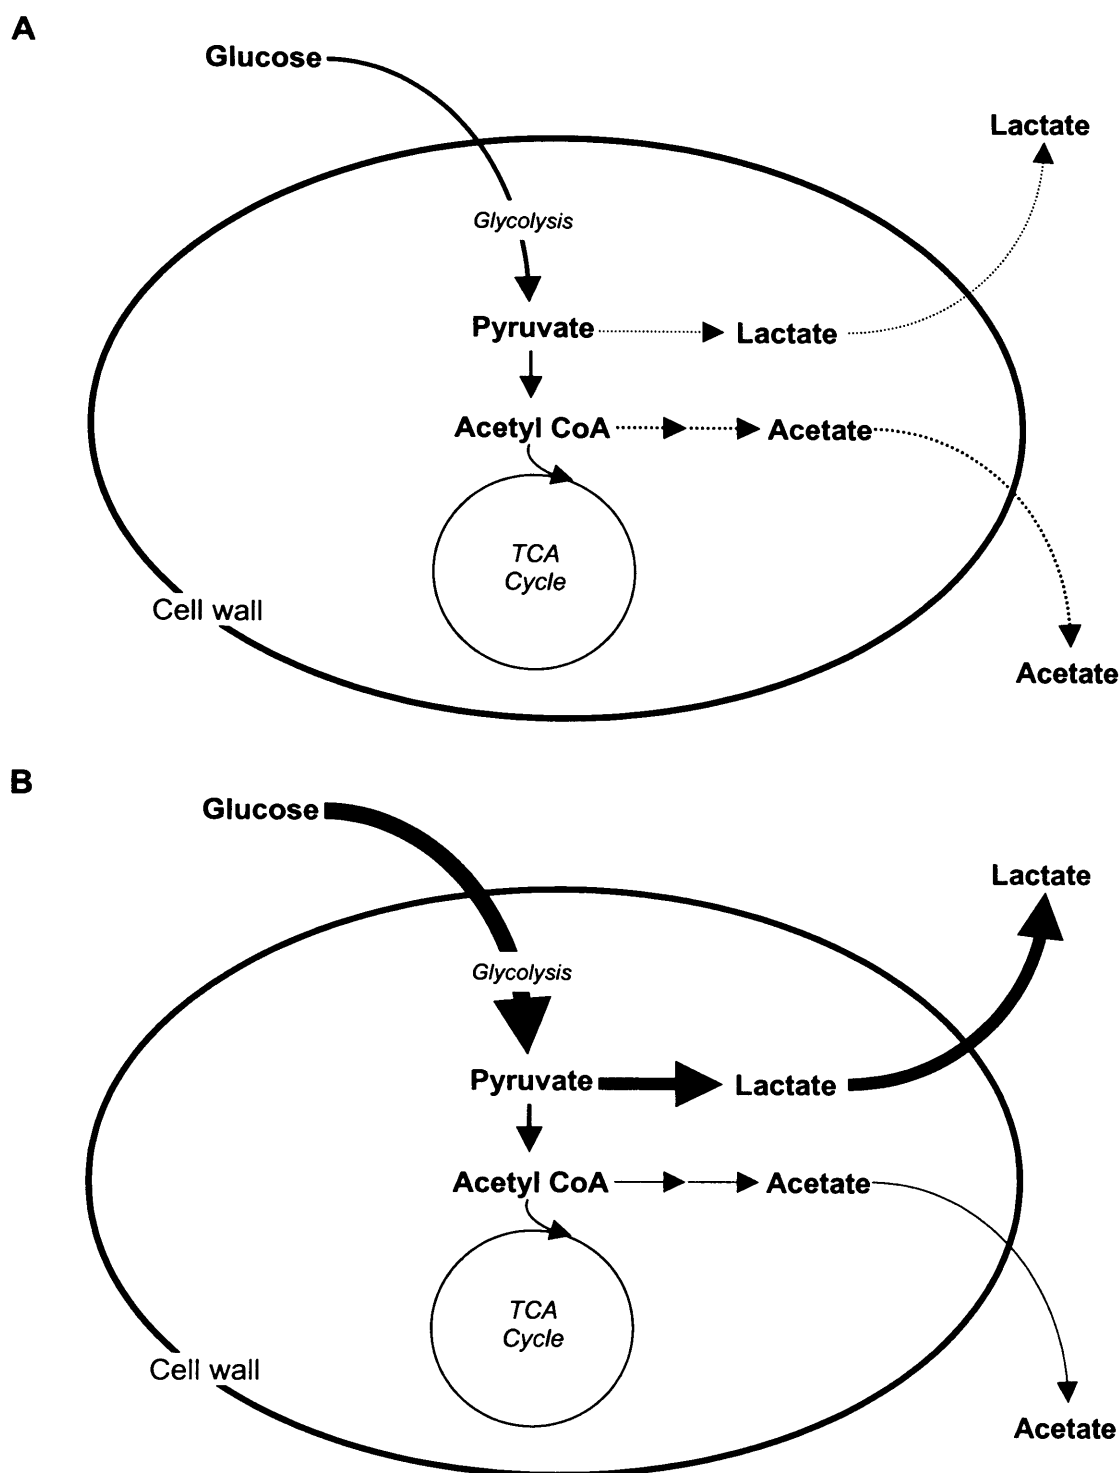 A
Glucose
Lactate
Glycolysis
Pyruvate
Lactate
Acetyl CoA
Acetate
TCA
Cycle
Cell wall
Acetate
B
Glucose
Lactate
Glycolysis
Pyruvate
Lactate
Acetyl CoA
Acetate
TCA
Cycle
Cell wall
Acetate